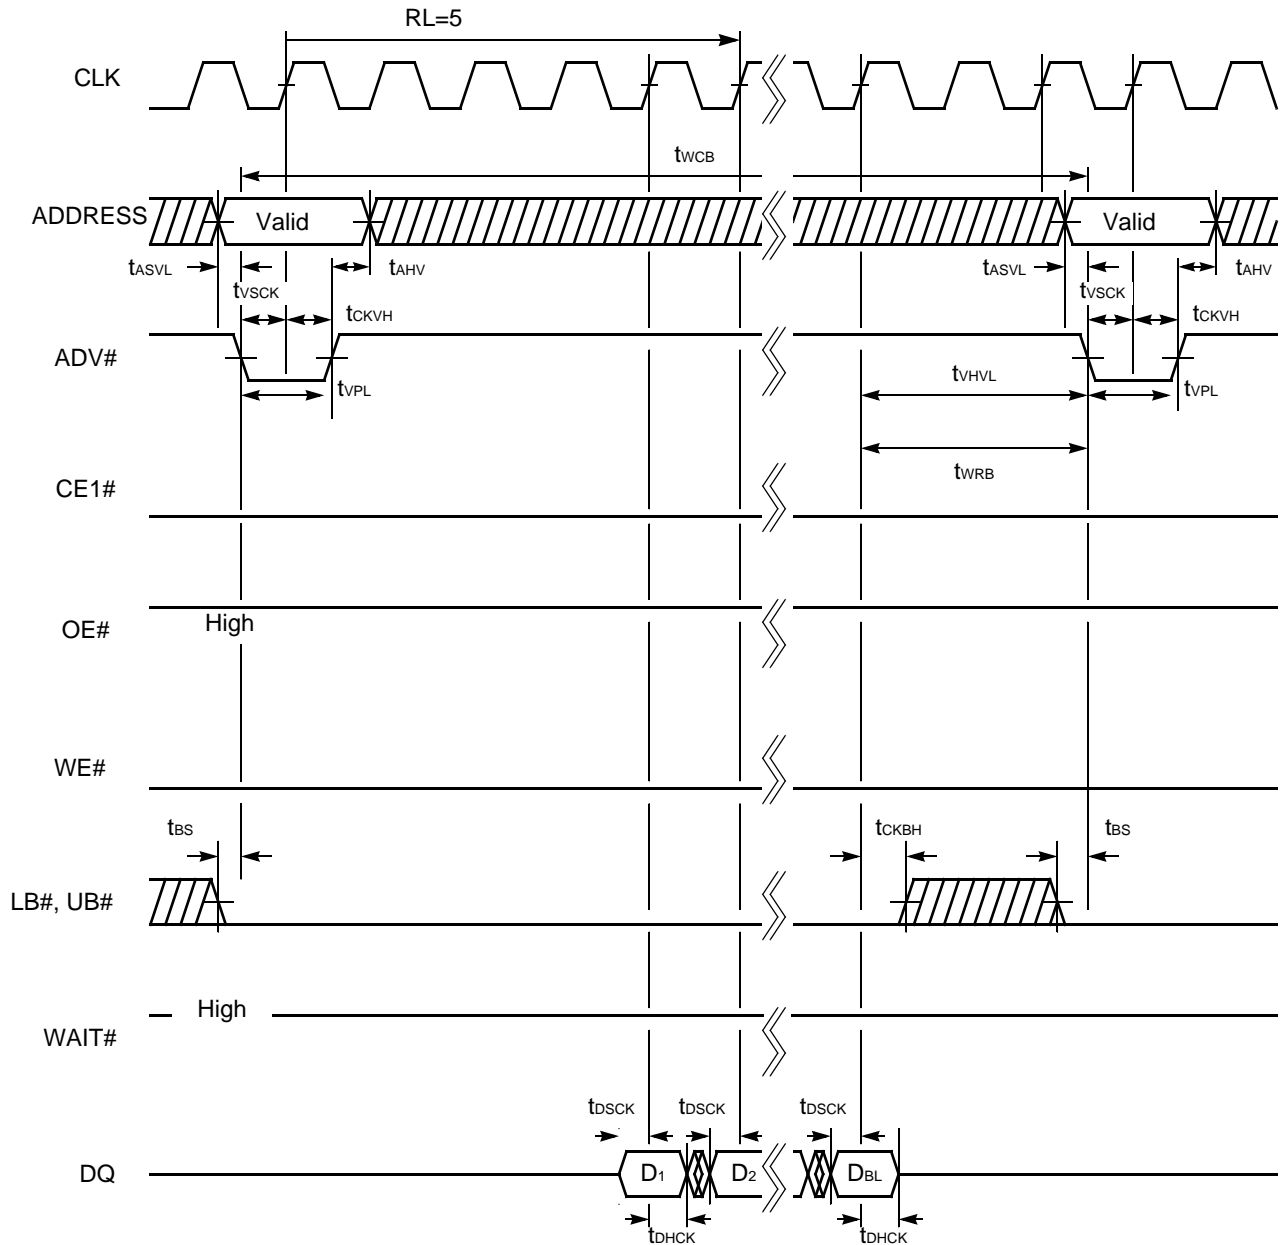 RL=5
CLK
tWCB
ADDRESS
Valid
Valid
tASVL
tAHV
tASVL
tAHV
tVSCK
tVSCK
tCKVH
tCKVH
ADV#
tVPL
tVHVL
tVPL
tWRB
CE1#
High
OE#
WE#
tBS
tCKBH
tBS
LB#, UB#
High
WAIT#
tDSCK
tDSCK
tDSCK
DQ
D1
D2
DBL
tDHCK
tDHCK